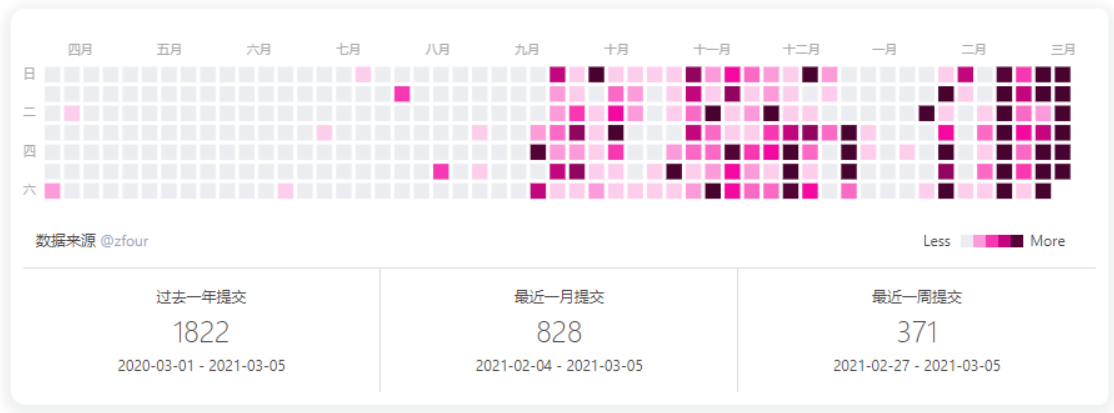 四月 五月 六月 七月 八月 九月 十月 十一月 十二月 一月 二月 三月
日
二
四
六
数据来源 @zfour
Less More
过去一年提交 最近一月提交 最近一周提交
1822 828 371
2020-03-01 - 2021-03-05 2021-02-04 - 2021-03-05 2021-02-27 - 2021-03-05